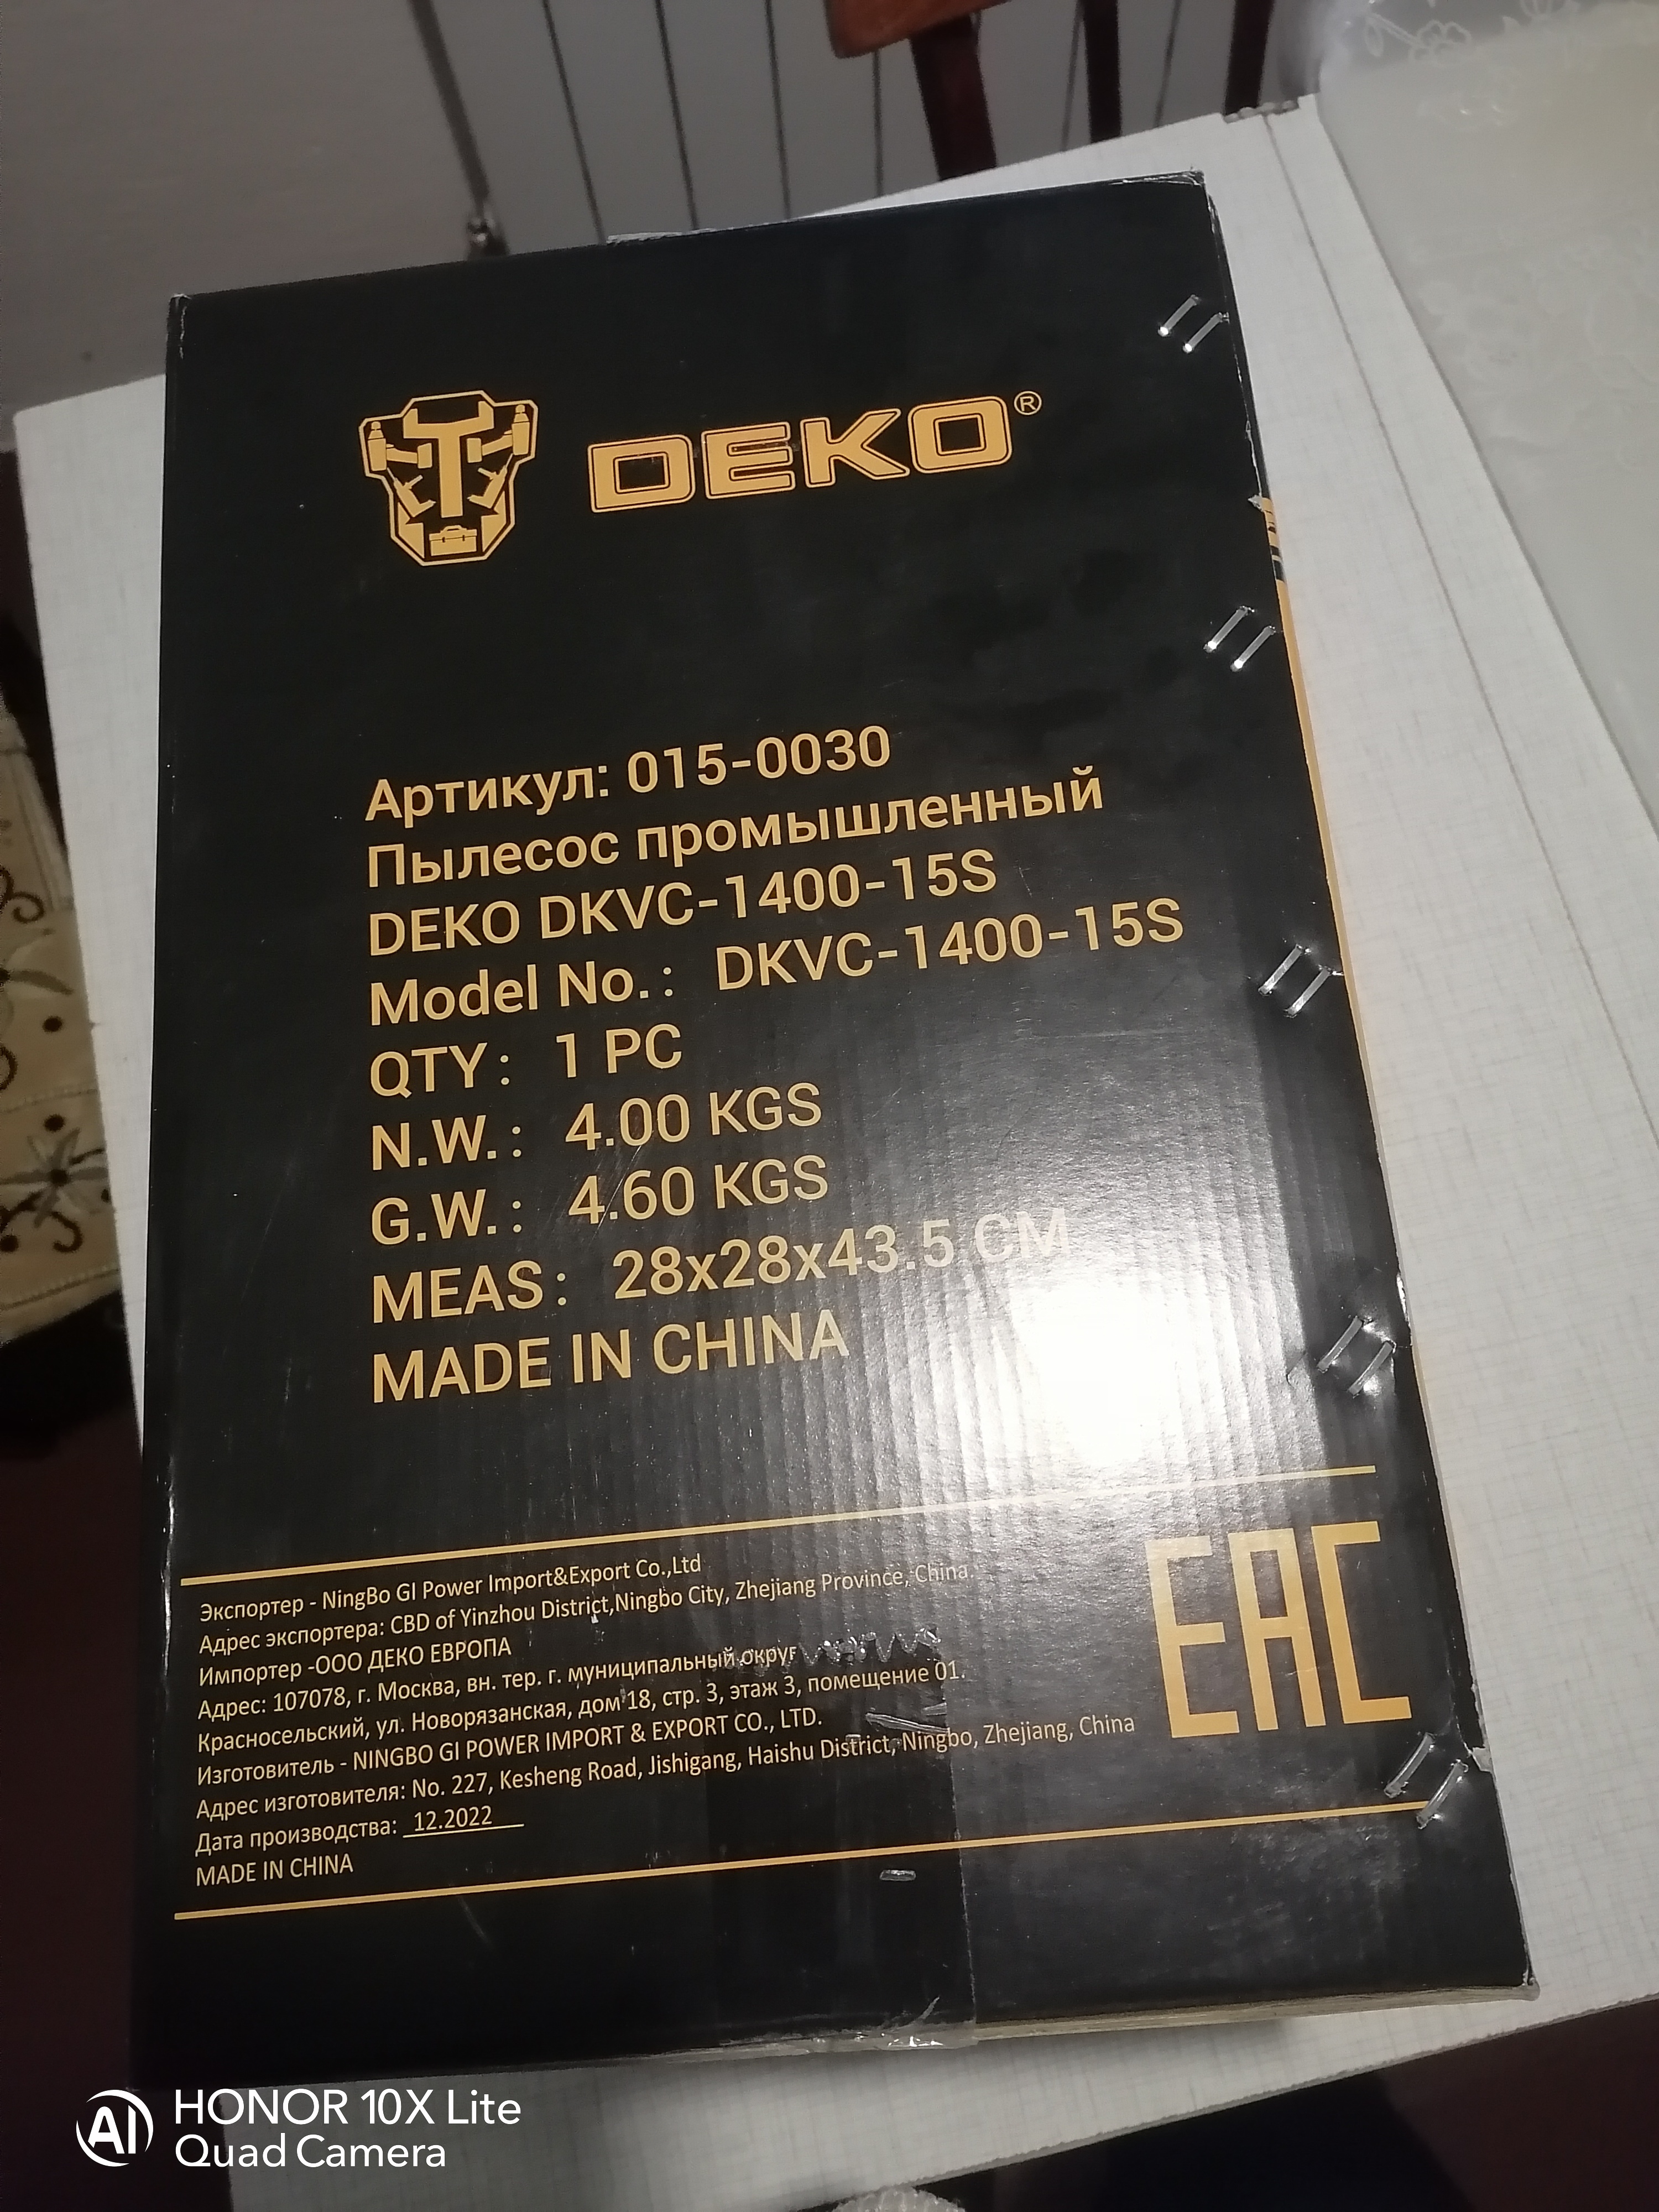 DEKO®
Артикул: 015-0030
Пылесос промышленный
DEKO DKVC-1400-15S
Model No.: DKVC-1400-15S
QTY: 1 PC
N.W.: 4.00 KGS
G.W.: 4.60 KGS
MEAS: 28x28x43.5 CM
MADE IN CHINA
Экспортер - NingBo GI Power Import&Export Co.,Ltd
Адрес экспортера: CBD of Yinzhou District,Ningbo City, Zhejiang Province, China.
Импортер -ООО ДЕКО ЕВРОПА
Адрес: 107078, г. Москва, вн. тер. г. муниципальный округ
Красносельский, ул. Новорязанская, дом 18, стр. 3, этаж 3, помещение 01.
Изготовитель - NINGBO GI POWER IMPORT & EXPORT CO., LTD.
Адрес изготовителя: No. 227, Kesheng Road, Jishigang, Haishu District, Ningbo, Zhejiang, China
Дата производства: 12.2022
MADE IN CHINA
EAC
AI HONOR 10X Lite
Quad Camera